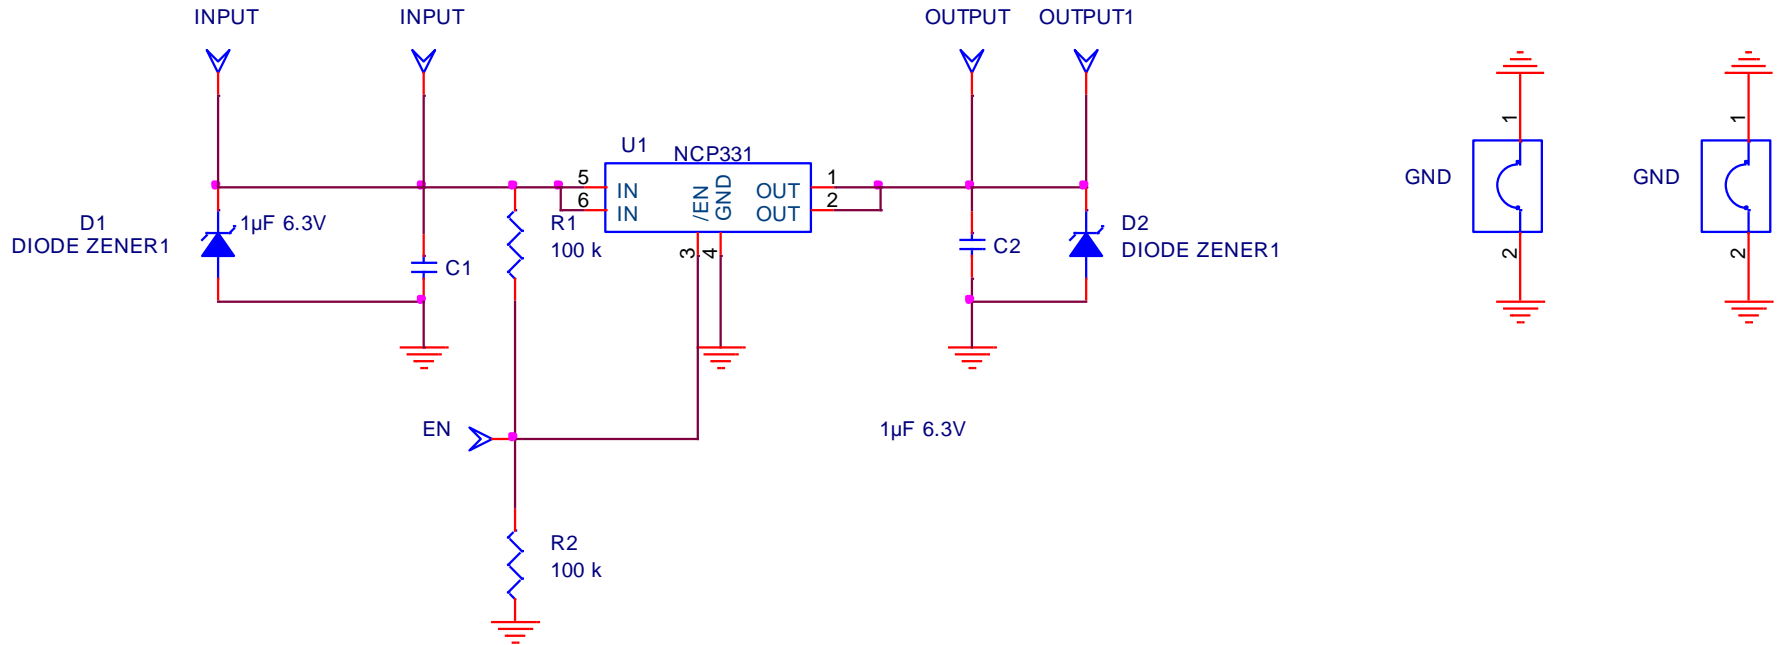 INPUT
INPUT
OUTPUT
OUTPUT1
U1
NCP331
5
6
IN
IN
/EN
GND
OUT
OUT
1
2
3
4
D1
DIODE ZENER1
1µF 6.3V
C1
R1
100 k
C2
D2
DIODE ZENER1
EN
1µF 6.3V
R2
100 k
1
GND
2
1
GND
2